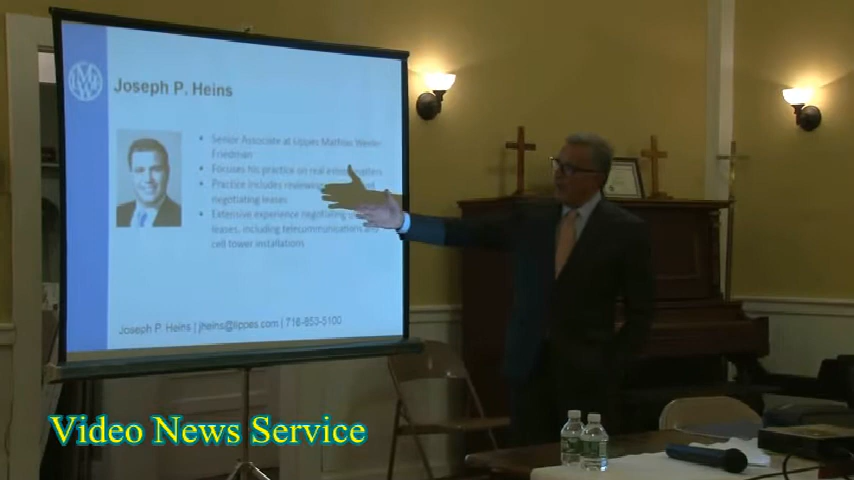 Joseph P. Heins
• Senior Associate at Lippes Mathias Wexler
Friedman
• Focuses his practice on real estate matters
• Practice includes reviewing and
negotiating leases
• Extensive experience negotiating
leases, including telecommunications and
cell tower installations
Joseph P. Heins | jheins@lippes.com | 716-853-5100
Video News Service